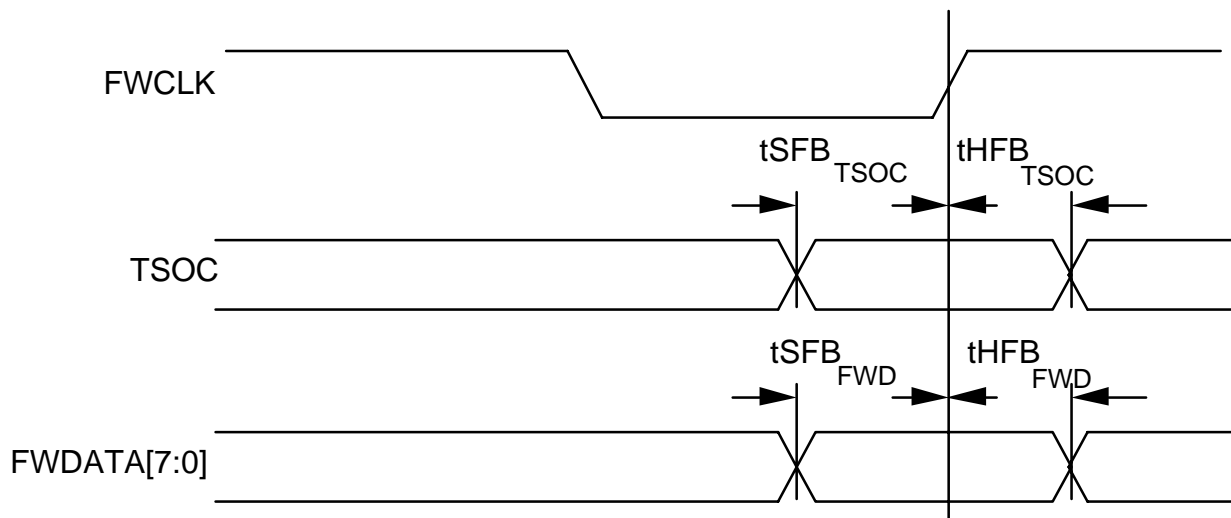 FWCLK
tSFB TSOC tHFB TSOC
TSOC
tSFB FWD tHFB FWD
FWDATA[7:0]